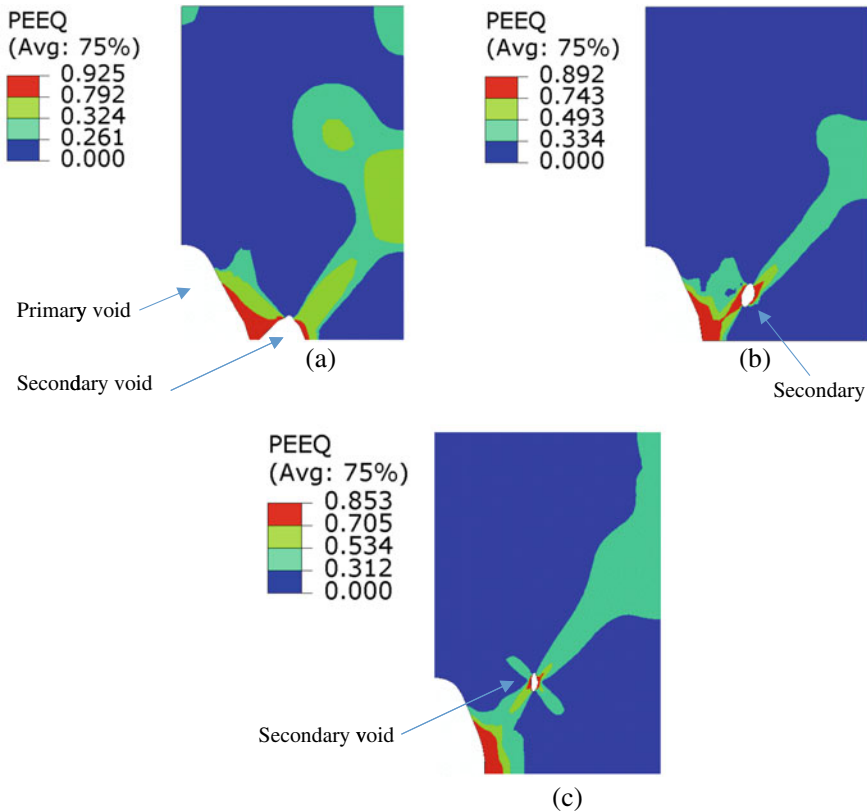 PEEQ
(Avg: 75%)
0.925
0.792
0.324
0.261
0.000
Primary void
Secondary void
(a)
PEEQ
(Avg: 75%)
0.892
0.743
0.493
0.334
0.000
(b)
Secondary
PEEQ
(Avg: 75%)
0.853
0.705
0.534
0.312
0.000
Secondary void
(c)